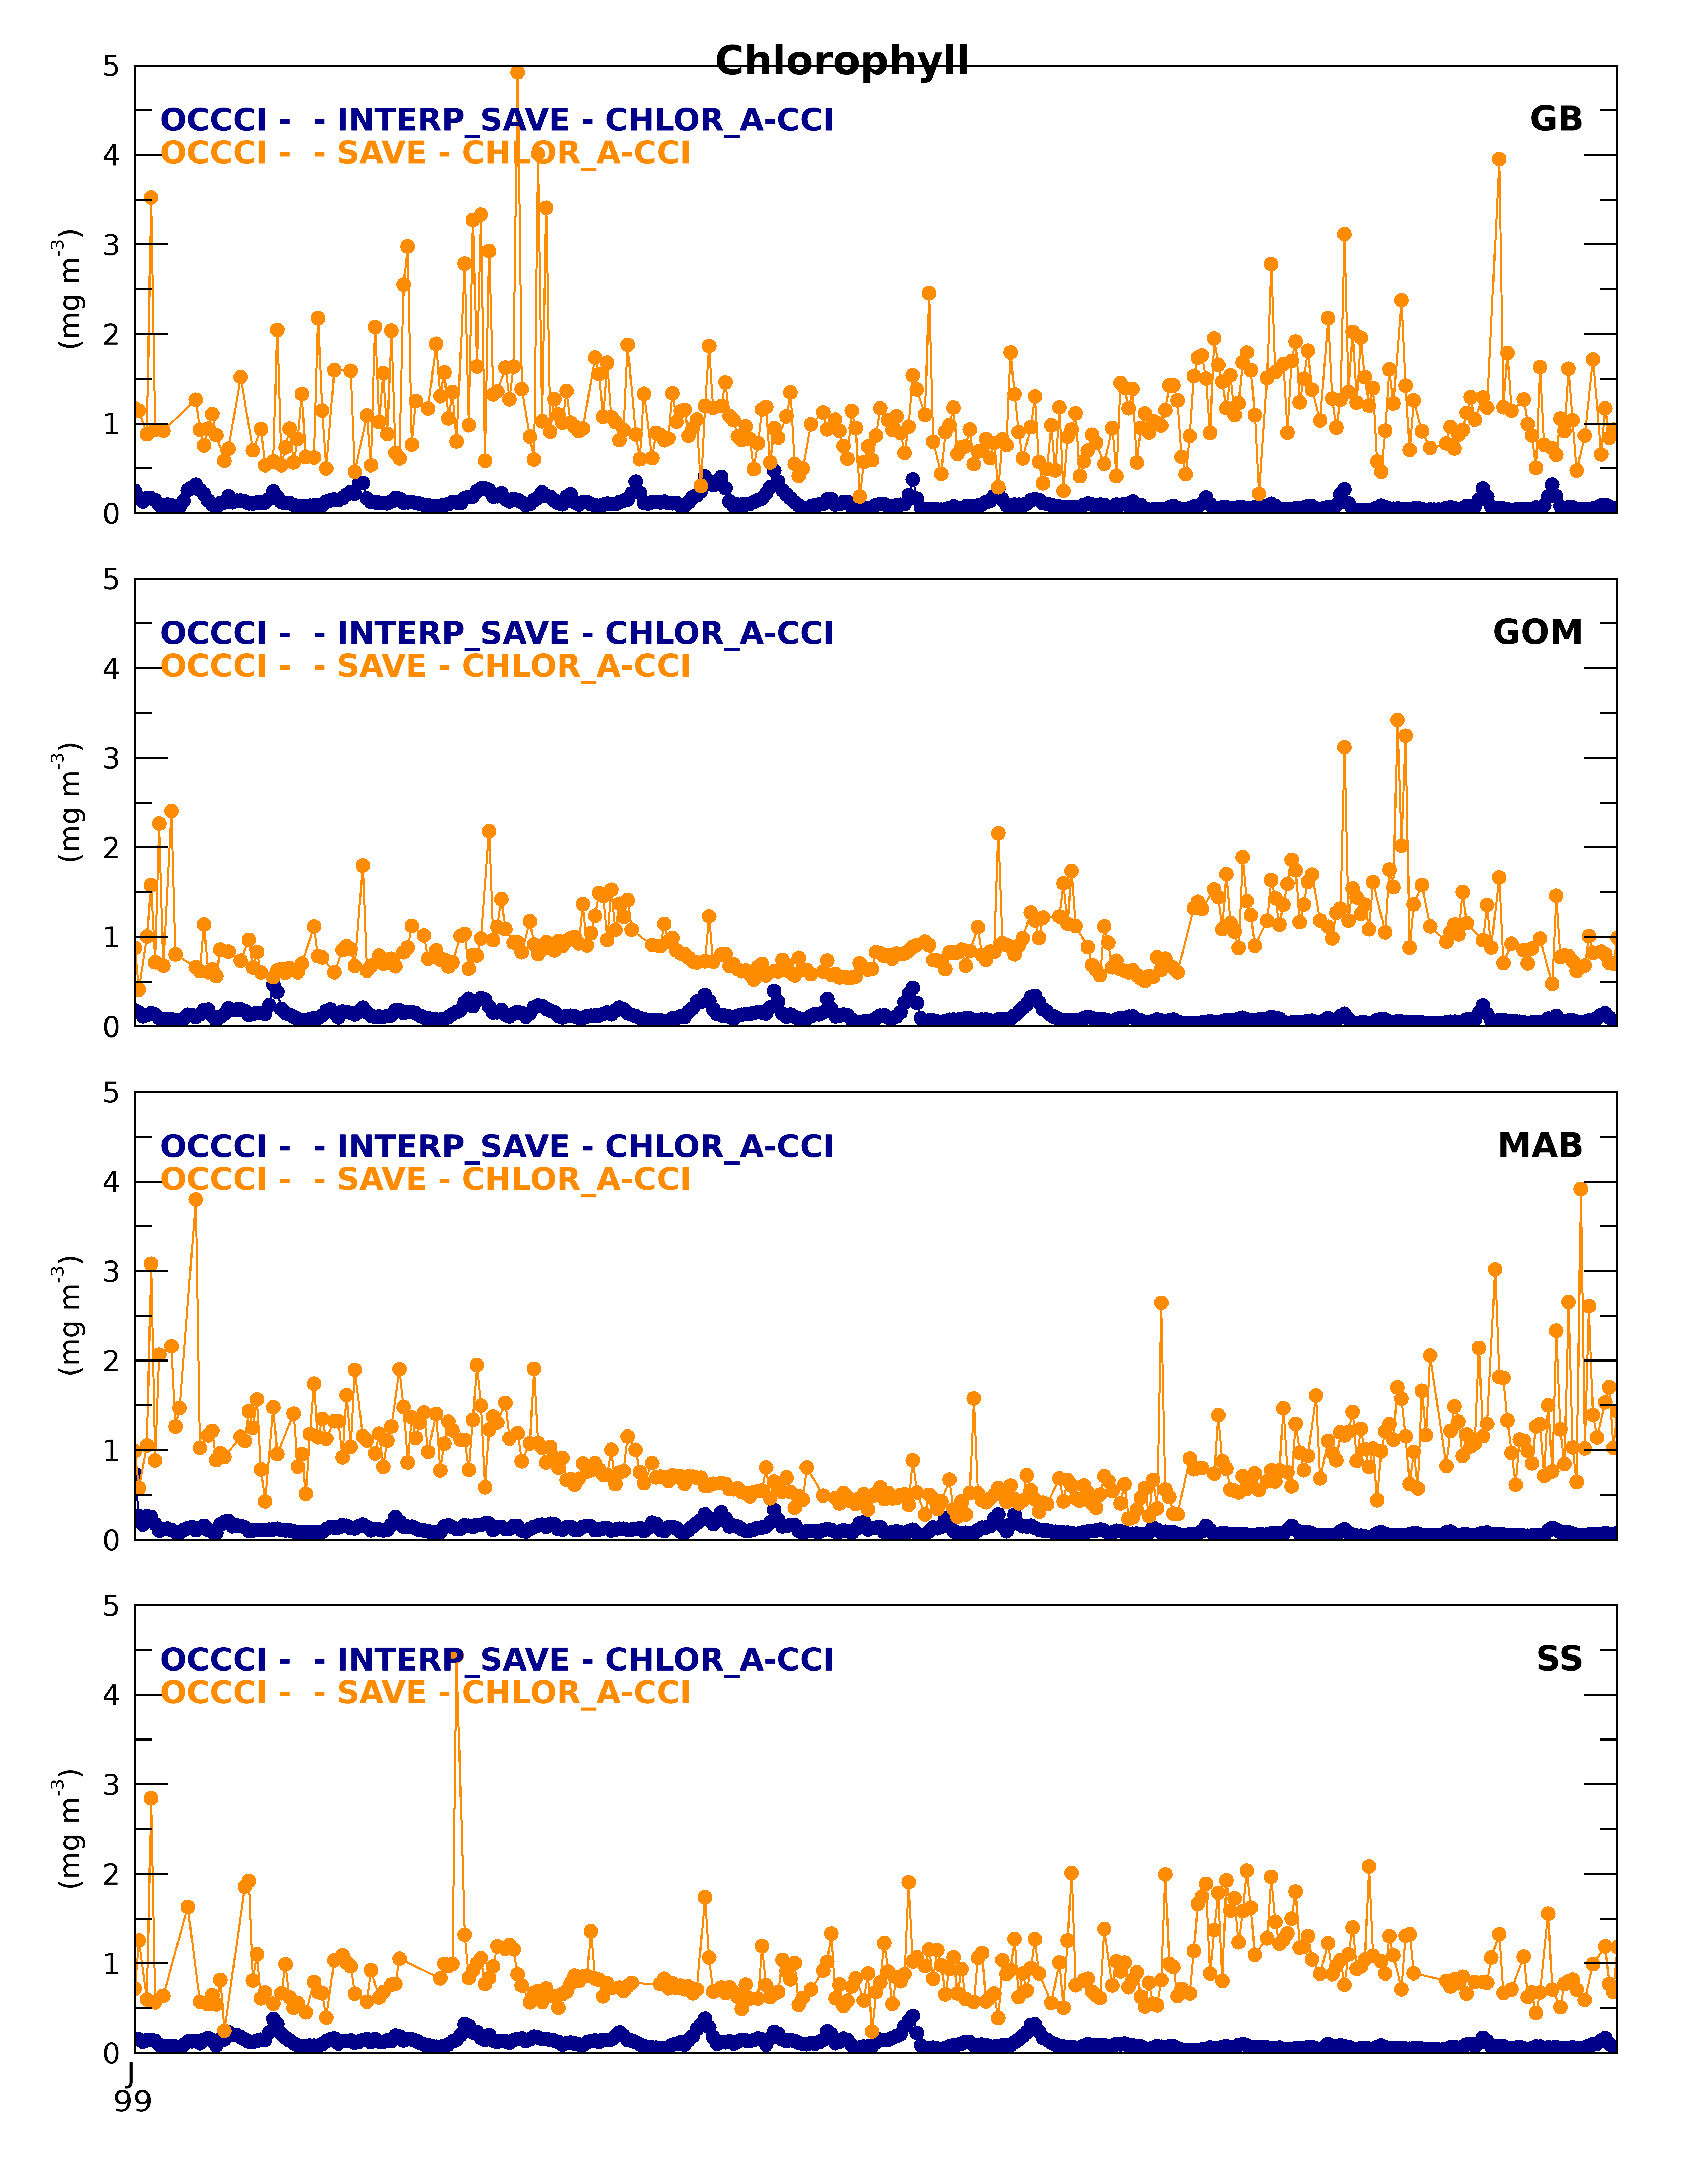 Chlorophyll
5
OCCCI -  - INTERP_SAVE - CHLOR_A-CCI
GB
4
OCCCI -  - SAVE - CHLOR_A-CCI
3
(mg m-3)
2
1
0
5
OCCCI -  - INTERP_SAVE - CHLOR_A-CCI
GOM
4
OCCCI -  - SAVE - CHLOR_A-CCI
3
(mg m-3)
2
1
0
5
OCCCI -  - INTERP_SAVE - CHLOR_A-CCI
MAB
4
OCCCI -  - SAVE - CHLOR_A-CCI
3
(mg m-3)
2
1
0
5
OCCCI -  - INTERP_SAVE - CHLOR_A-CCI
SS
4
OCCCI -  - SAVE - CHLOR_A-CCI
3
(mg m-3)
2
1
0
J
99